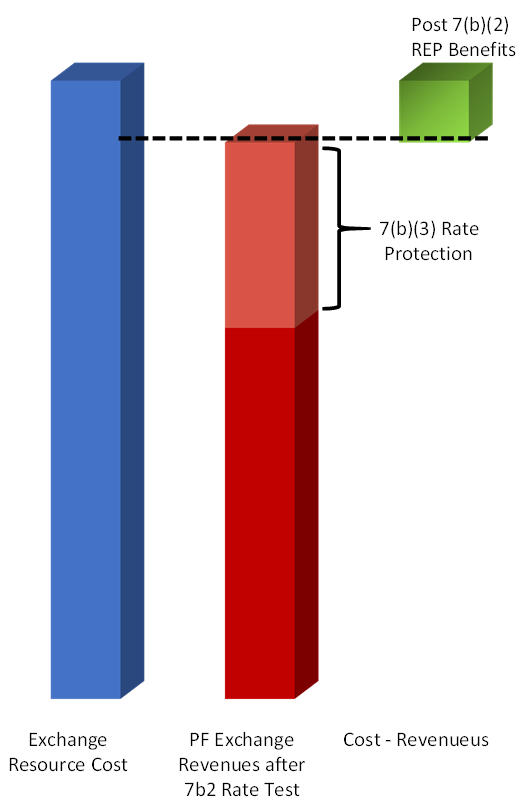 Post 7(b)(2)
REP Benefits
7(b)(3) Rate
Protection
Exchange
Resource Cost
PF Exchange
Revenues after
7b2 Rate Test
Cost - Revenueus